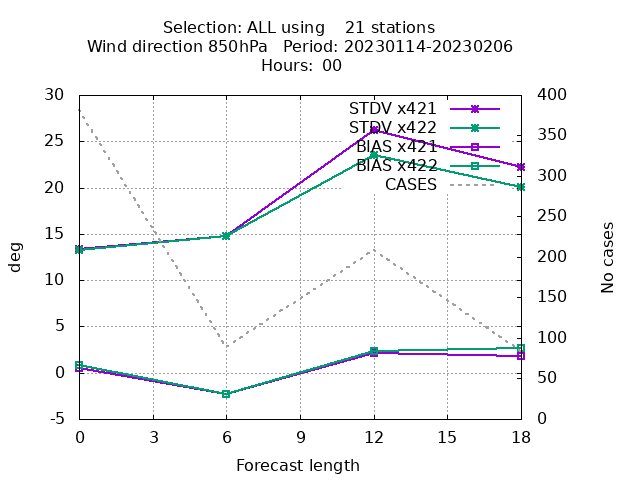 Selection: ALL using    21 stations
Wind direction 850hPa   Period: 20230114-20230206
Hours: 00
30
25
20
15
10
5
0
-5
deg
400
350
300
250
200
150
100
50
0
No cases
STDV x421
STDV x422
BIAS x421
BIAS x422
CASES
0 3 6 9 12 15 18
Forecast length